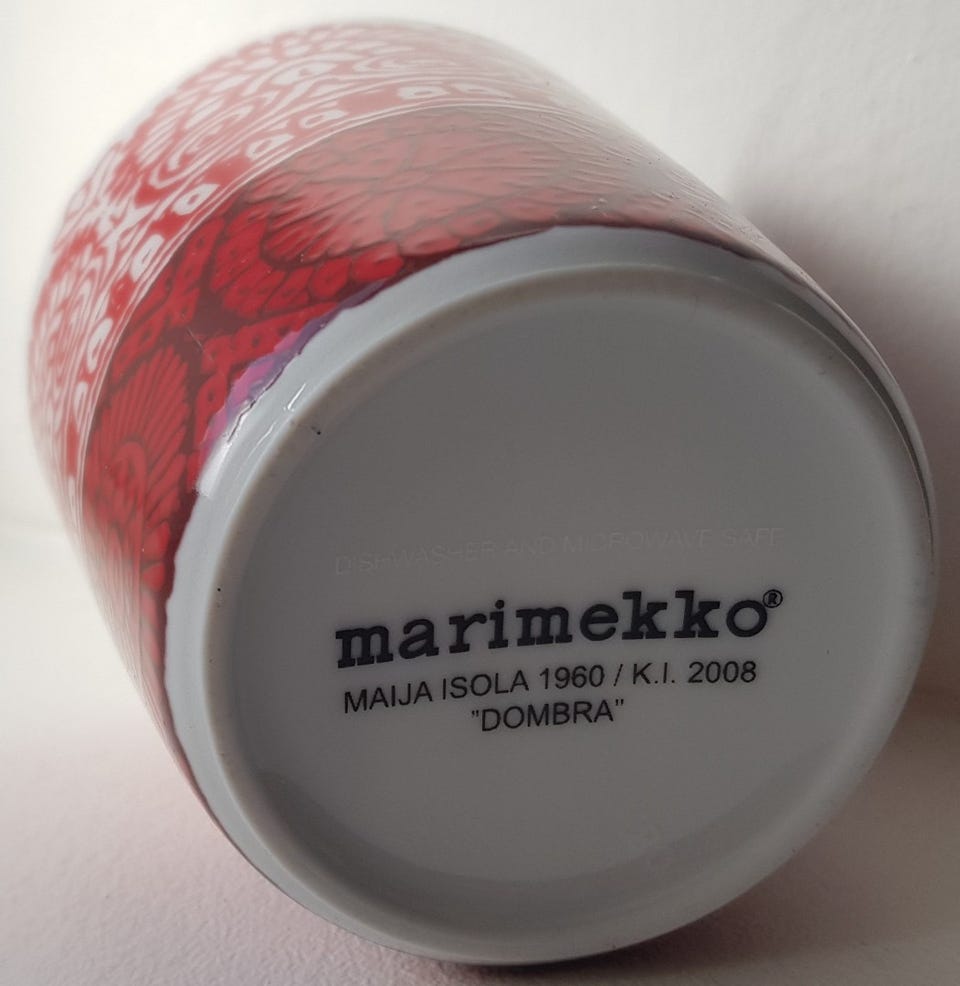 DISHWASHER AND MICROWAVE SAFE
marimekko®
MAIJA ISOLA 1960 / K.I. 2008
"DOMBRA"